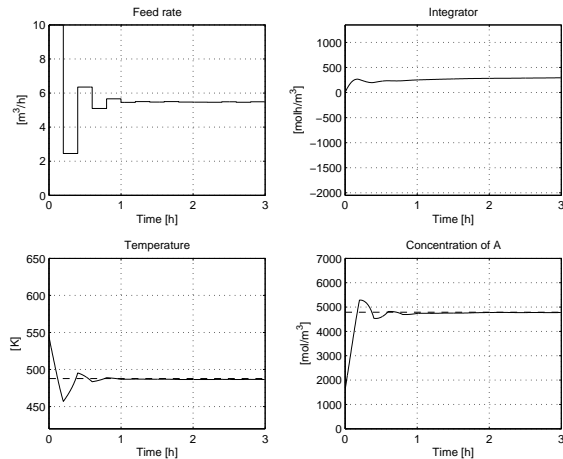 Feed rate
[m³/h]
10
8
6
4
2
0
0 1 2 3
Time [h]
Integrator
[molh/m³]
1000
500
0
−500
−1000
−1500
−2000
0 1 2 3
Time [h]
Temperature
[K]
650
600
550
500
450
0 1 2 3
Time [h]
Concentration of A
[mol/m³]
7000
6000
5000
4000
3000
2000
1000
0
0 1 2 3
Time [h]